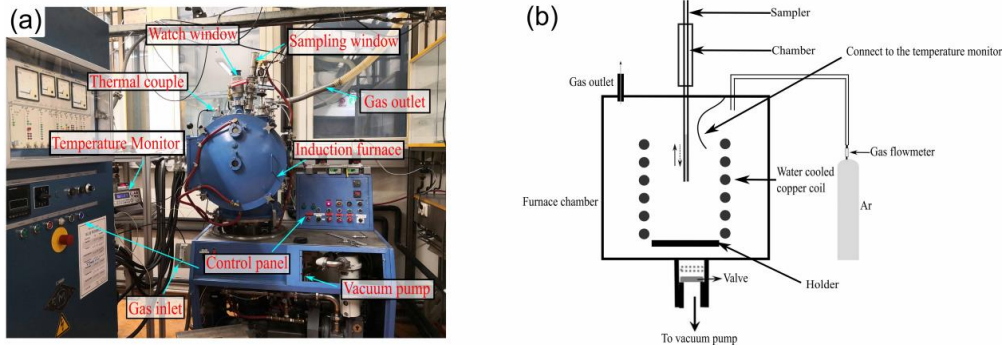 (a)
Watch window
Sampling window
Thermal couple
Gas outlet
Temperature Monitor
Induction furnace
Control panel
Vacuum pump
Gas inlet
(b)
Sampler
Chamber
Connect to the temperature monitor
Gas outlet
Gas flowmeter
Water cooled
copper coil
Furnace chamber
Ar
Holder
Valve
To vacuum pump